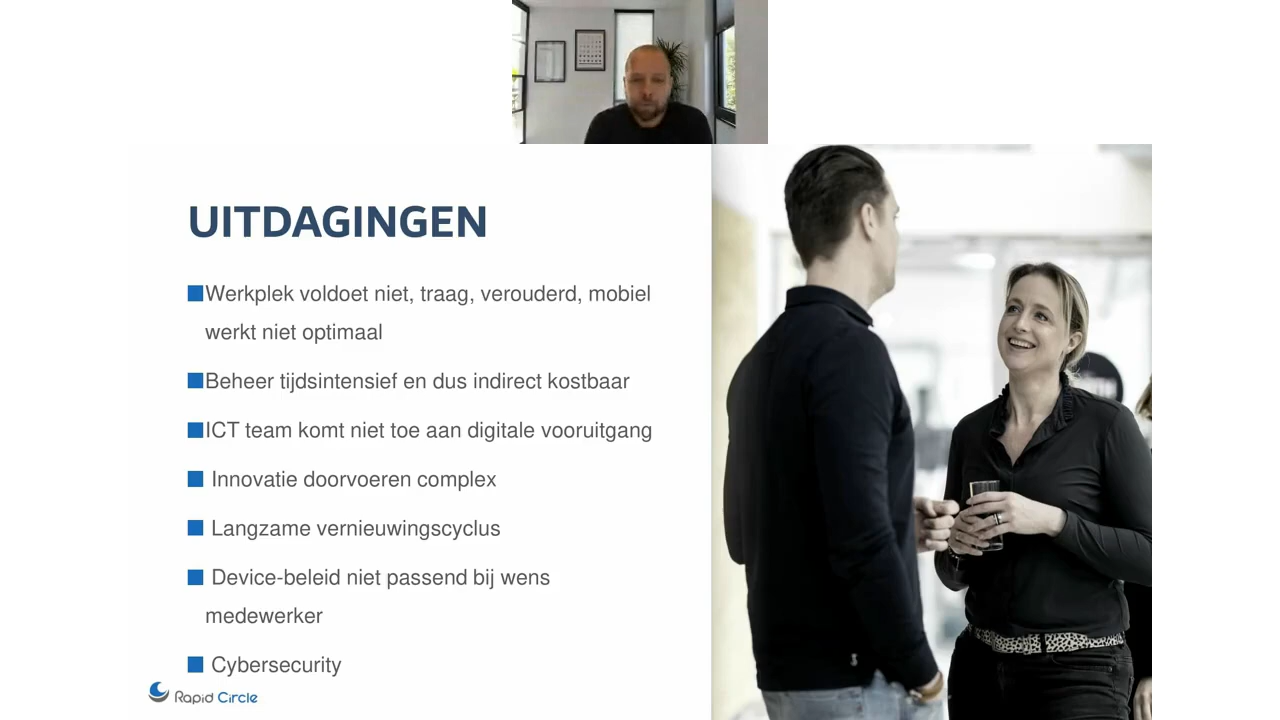 UITDAGINGEN
Werkplek voldoet niet, traag, verouderd, mobiel
werkt niet optimaal
Beheer tijdsintensief en dus indirect kostbaar
ICT team komt niet toe aan digitale vooruitgang
Innovatie doorvoeren complex
Langzame vernieuwingscyclus
Device-beleid niet passend bij wens
medewerker
Cybersecurity
Rapid Circle